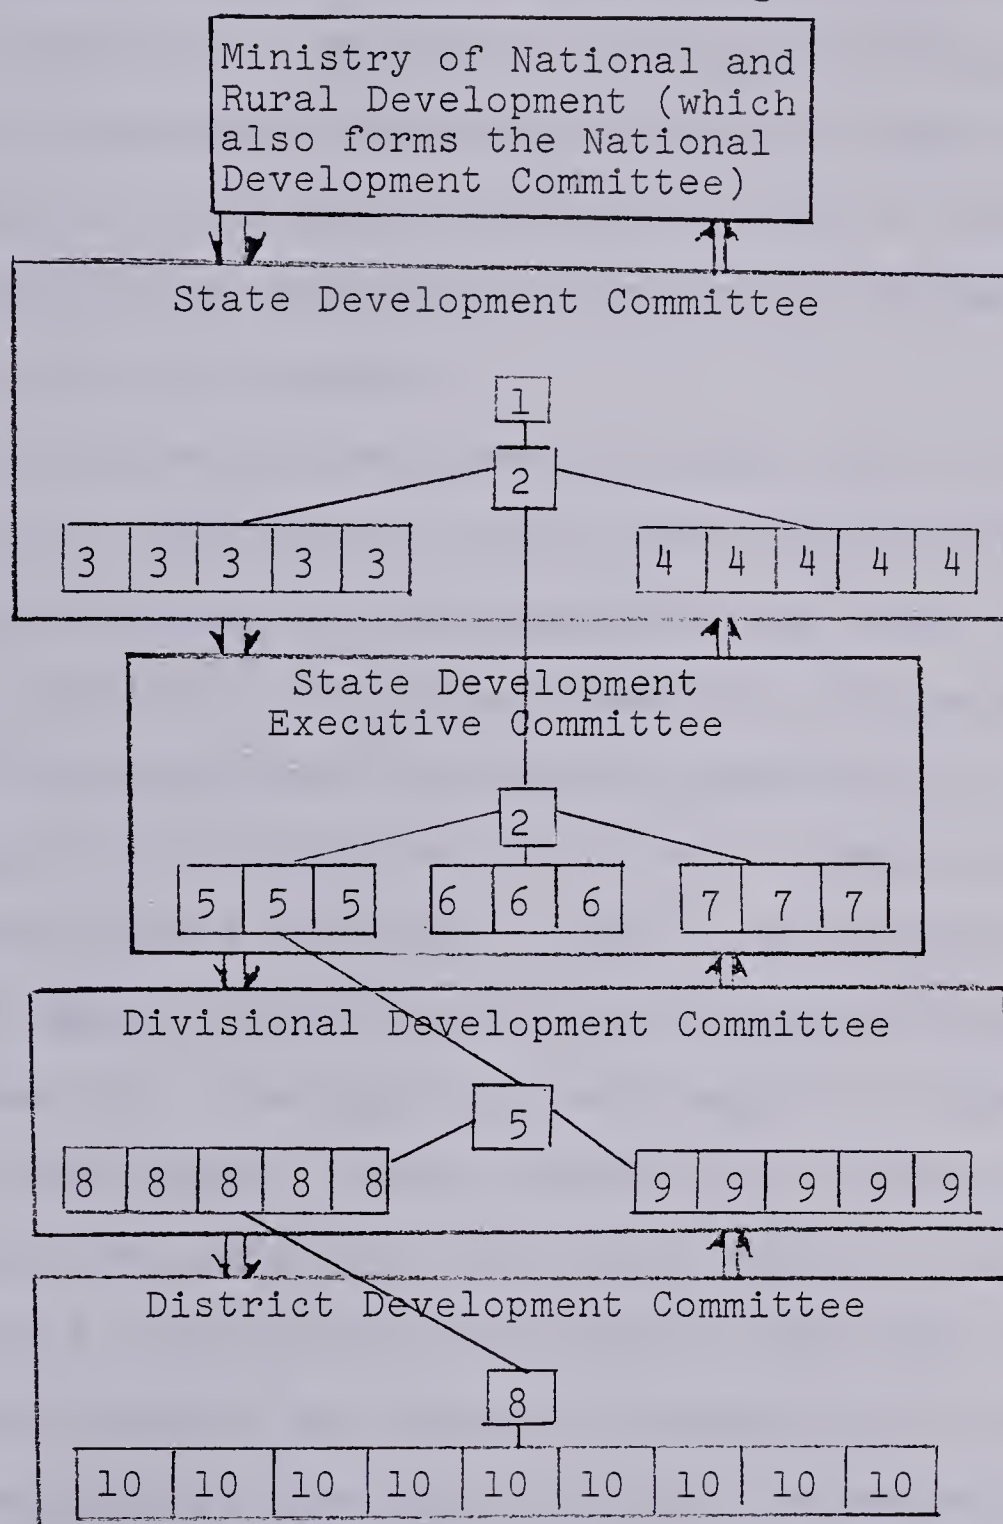 Ministry of National and
Rural Development (which
also forms the National
Development Committee)
State Development Committee
1
2
3 3 3 3 3 4 4 4 4 4
State Development
Executive Committee
2
5 5 5 6 6 6 7 7 7
Divisional Development Committee
5
8 8 8 8 8 9 9 9 9 9
District Development Committee
8
10 10 10 10 10 10 10 10 10